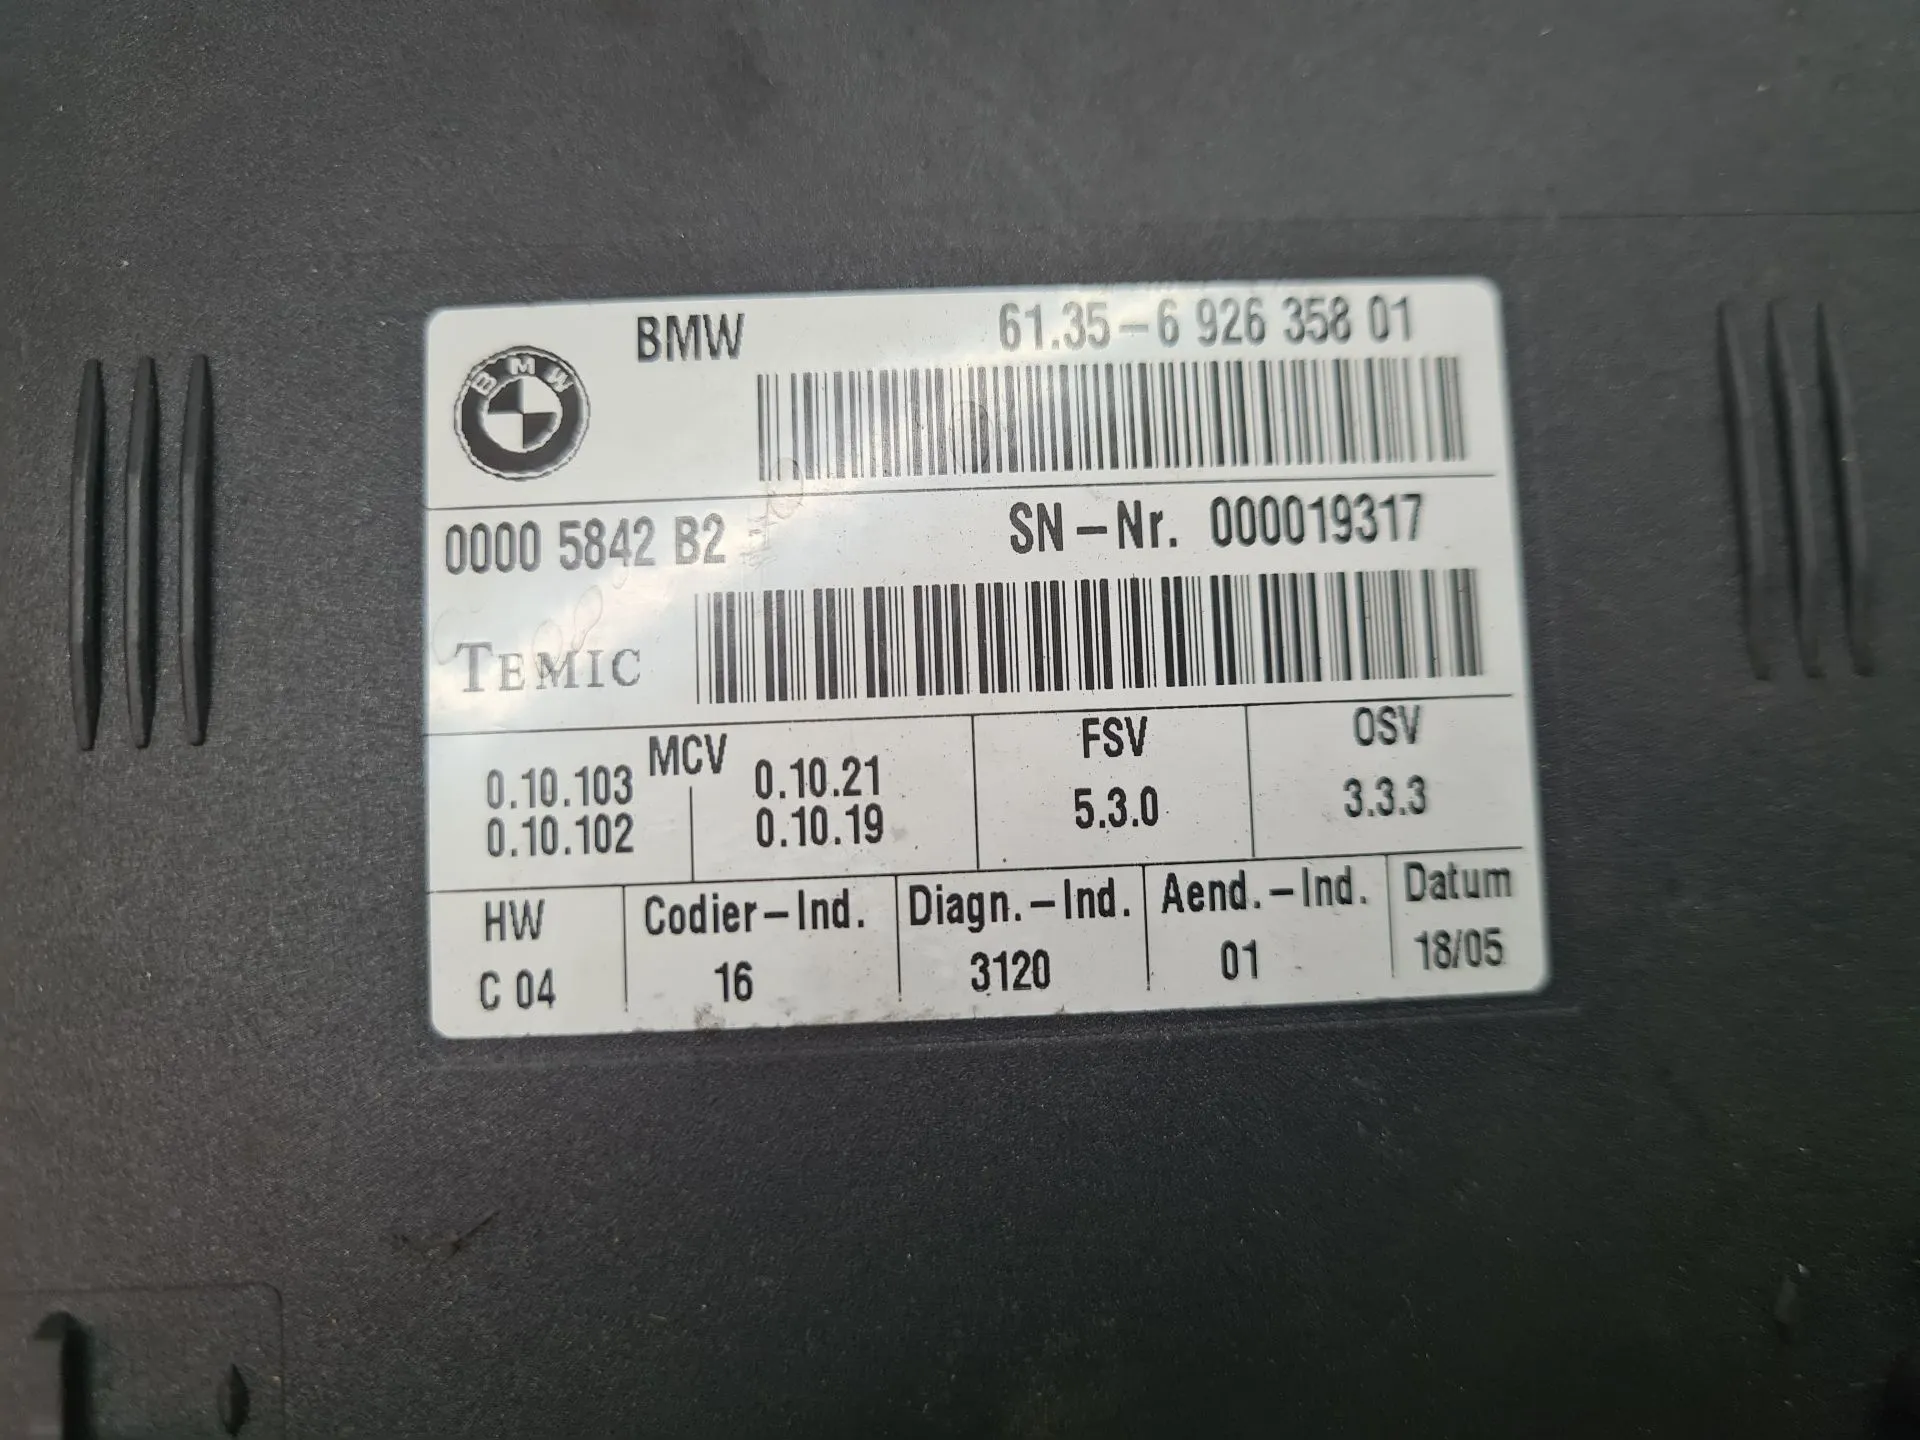 BMW 61.35-6 926 358 01
BMW
0000 5842 B2 SN-Nr. 000019317
TEMIC
MCV FSV OSV
0.10.103 0.10.21 5.3.0 3.3.3
0.10.102 0.10.19
HW Codier-Ind. Diagn.-Ind. Aend.-Ind. Datum
C 04 16 3120 01 18/05